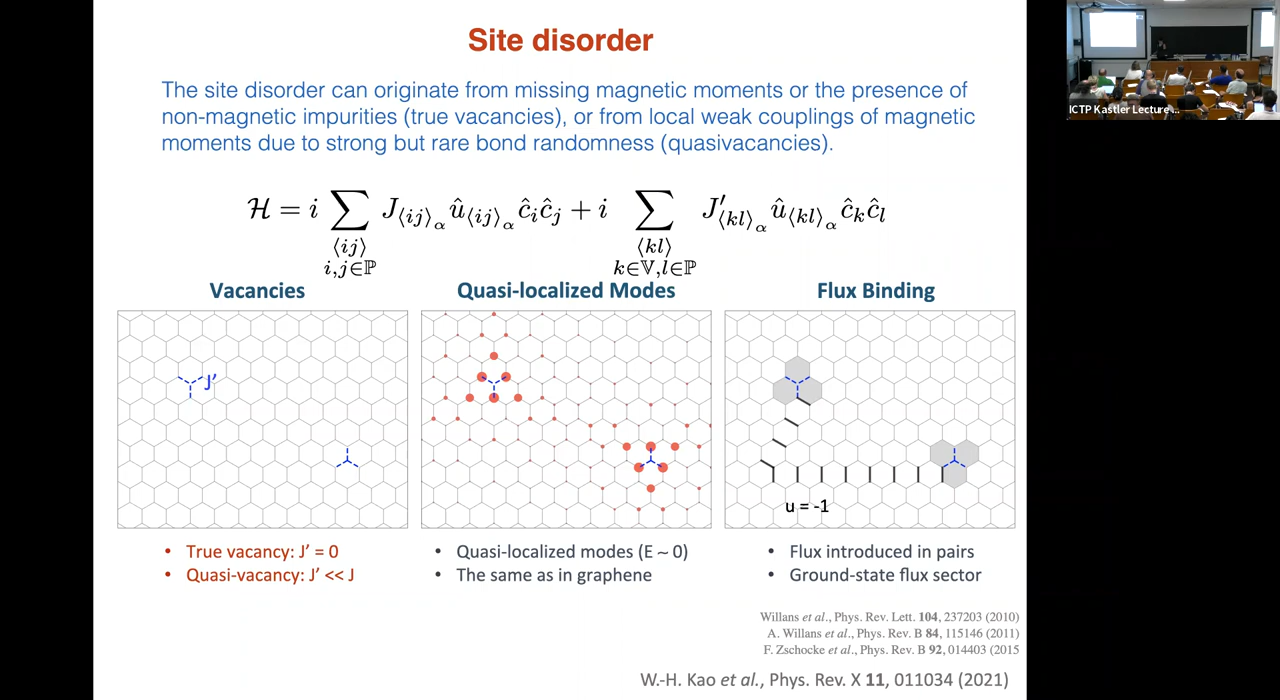 Site disorder
The site disorder can originate from missing magnetic moments or the presence of
non-magnetic impurities (true vacancies), or from local weak couplings of magnetic
moments due to strong but rare bond randomness (quasivacancies).
ℋ = i ∑ J⟨ij⟩α û⟨ij⟩α ĉi ĉj + i ∑ J′⟨kl⟩α û⟨kl⟩α ĉk ĉl
⟨ij⟩ ⟨kl⟩
i,j∈ℙ k∈𝕍,l∈ℙ
Vacancies Quasi-localized Modes Flux Binding
J'
u = -1
• True vacancy: J' = 0
• Quasi-vacancy: J' << J
• Quasi-localized modes (E ~ 0)
• The same as in graphene
• Flux introduced in pairs
• Ground-state flux sector
Willans et al., Phys. Rev. Lett. 104, 237203 (2010)
A. Willans et al., Phys. Rev. B 84, 115146 (2011)
F. Zschocke et al., Phys. Rev. B 92, 014403 (2015
W.-H. Kao et al., Phys. Rev. X 11, 011034 (2021)
ICTP Kastler Lecture ...